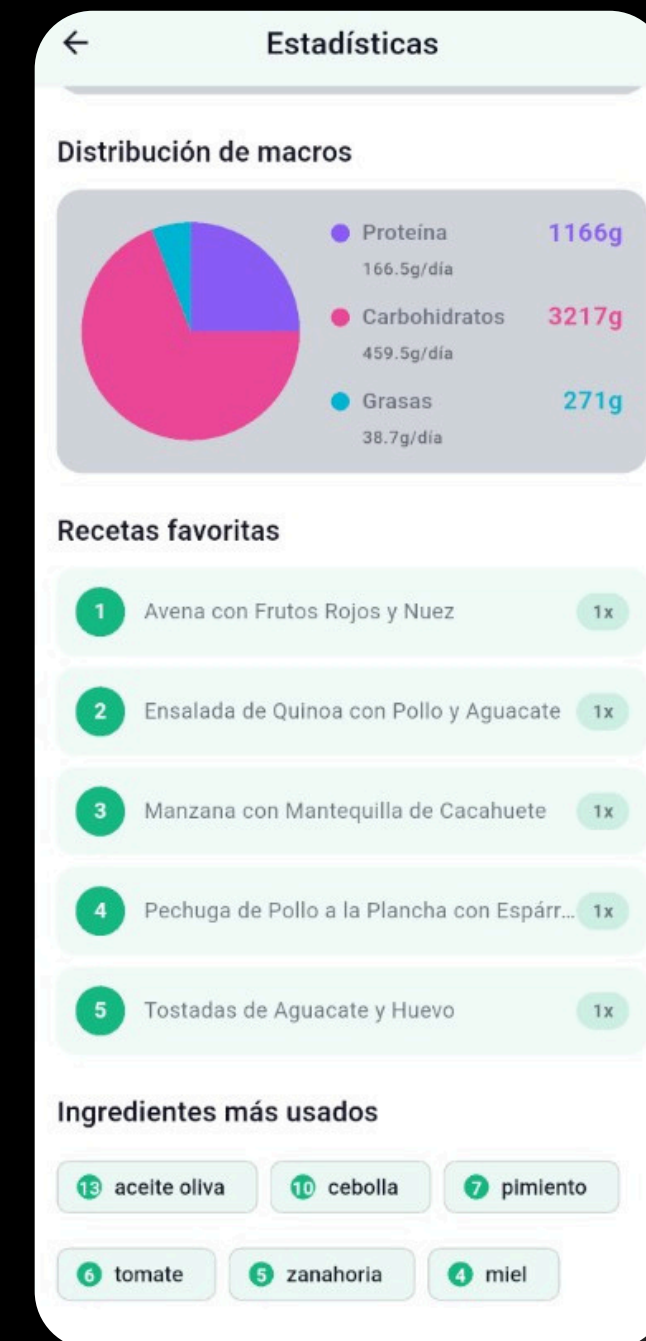 Estadísticas
Distribución de macros
Proteína 1166g
166.5g/día
Carbohidratos 3217g
459.5g/día
Grasas 271g
38.7g/día
Recetas favoritas
1 Avena con Frutos Rojos y Nuez 1x
2 Ensalada de Quinoa con Pollo y Aguacate 1x
3 Manzana con Mantequilla de Cacahuete 1x
4 Pechuga de Pollo a la Plancha con Espárr... 1x
5 Tostadas de Aguacate y Huevo 1x
Ingredientes más usados
13 aceite oliva 10 cebolla 7 pimiento
6 tomate 5 zanahoria 4 miel